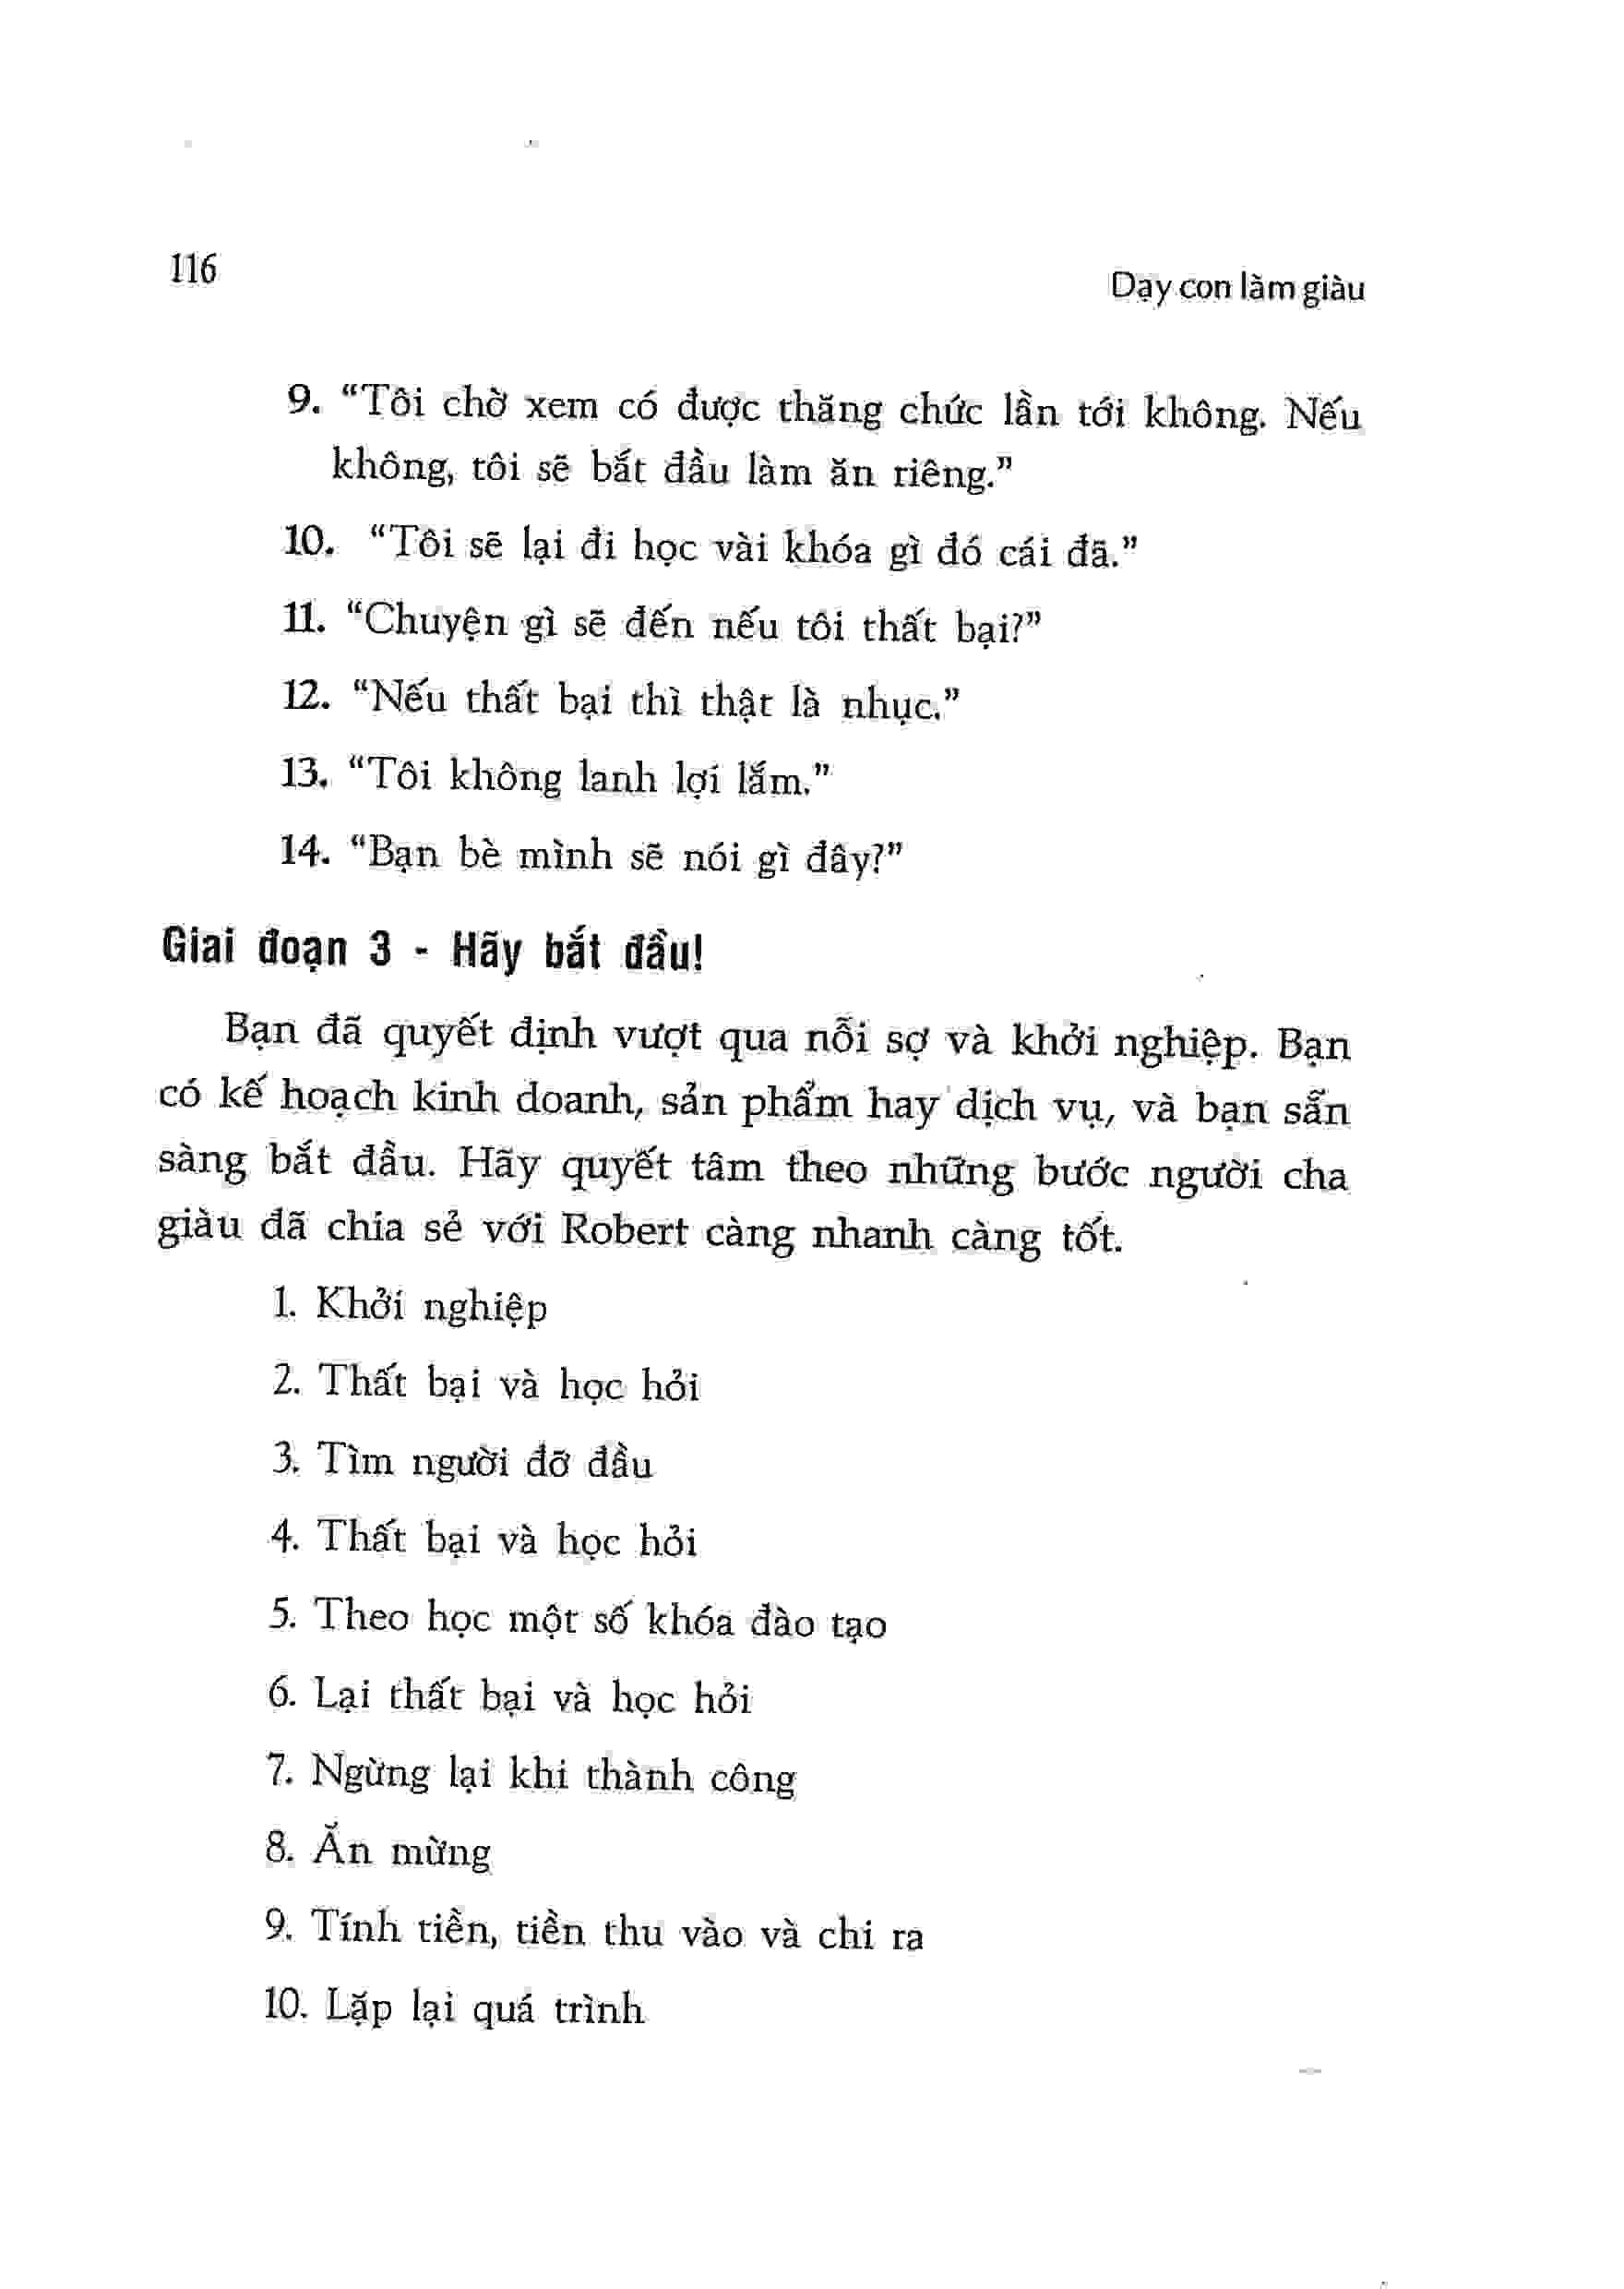 116
Dạy con làm giàu
9. “Tôi chờ xem có được thăng chức lần tới không. Nếu
không, tôi sẽ bắt đầu làm ăn riêng.”
10. “Tôi sẽ lại đi học vài khóa gì đó cái đã.”
11. “Chuyện gì sẽ đến nếu tôi thất bại?”
12. “Nếu thất bại thì thật là nhục.”
13. “Tôi không lanh lợi lắm.”
14. “Bạn bè mình sẽ nói gì đây?”
Giai đoạn 3 - Hãy bắt đầu!
Bạn đã quyết định vượt qua nỗi sợ và khởi nghiệp. Bạn
có kế hoạch kinh doanh, sản phẩm hay dịch vụ, và bạn sẵn
sàng bắt đầu. Hãy quyết tâm theo những bước người cha
giàu đã chia sẻ với Robert càng nhanh càng tốt.
1. Khởi nghiệp
2. Thất bại và học hỏi
3. Tìm người đỡ đầu
4. Thất bại và học hỏi
5. Theo học một số khóa đào tạo
6. Lại thất bại và học hỏi
7. Ngừng lại khi thành công
8. Ăn mừng
9. Tính tiền, tiền thu vào và chi ra
10. Lặp lại quá trình